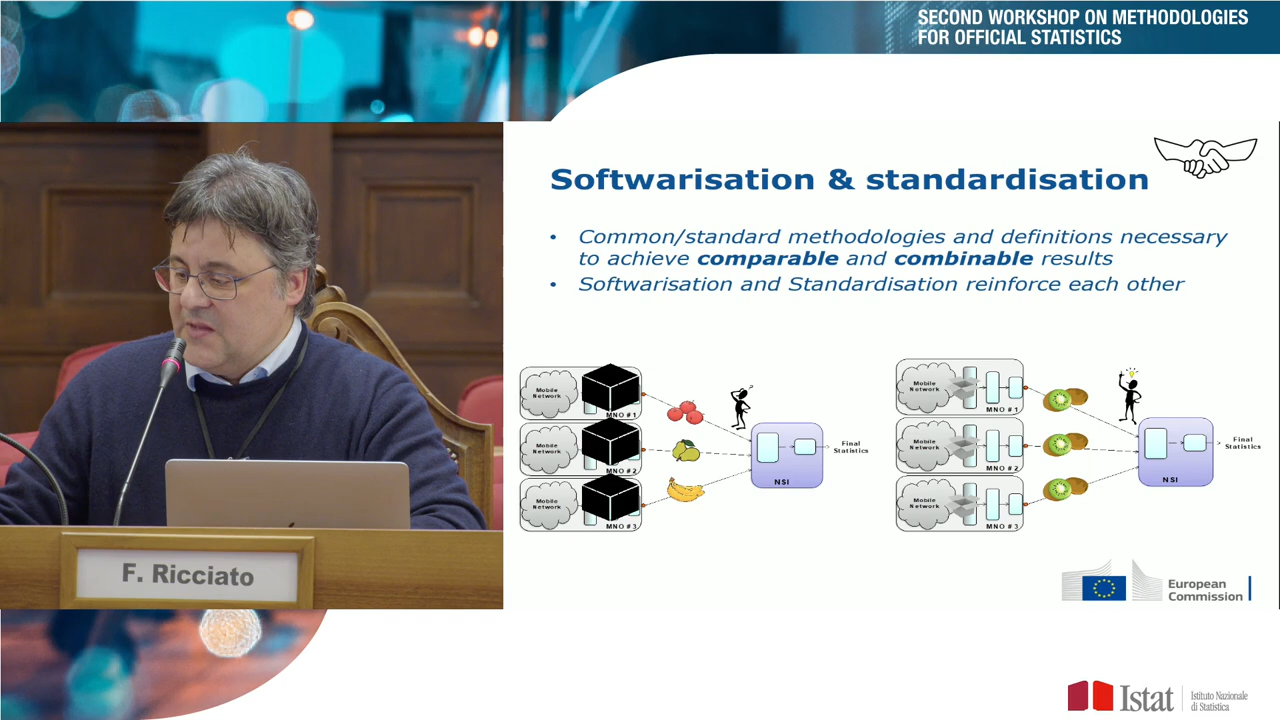 SECOND WORKSHOP ON METHODOLOGIES
FOR OFFICIAL STATISTICS
Softwarisation & standardisation
• Common/standard methodologies and definitions necessary
to achieve comparable and combinable results
• Softwarisation and Standardisation reinforce each other
Mobile
Network
MNO #1
Mobile
Network
MNO #2
Mobile
Network
MNO #3
?
NSI
Final
Statistics
Mobile
Network
MNO #1
Mobile
Network
MNO #2
Mobile
Network
MNO #3
NSI
Final
Statistics
European
Commission
F. Ricciato
Istat
Istituto Nazionale
di Statistica